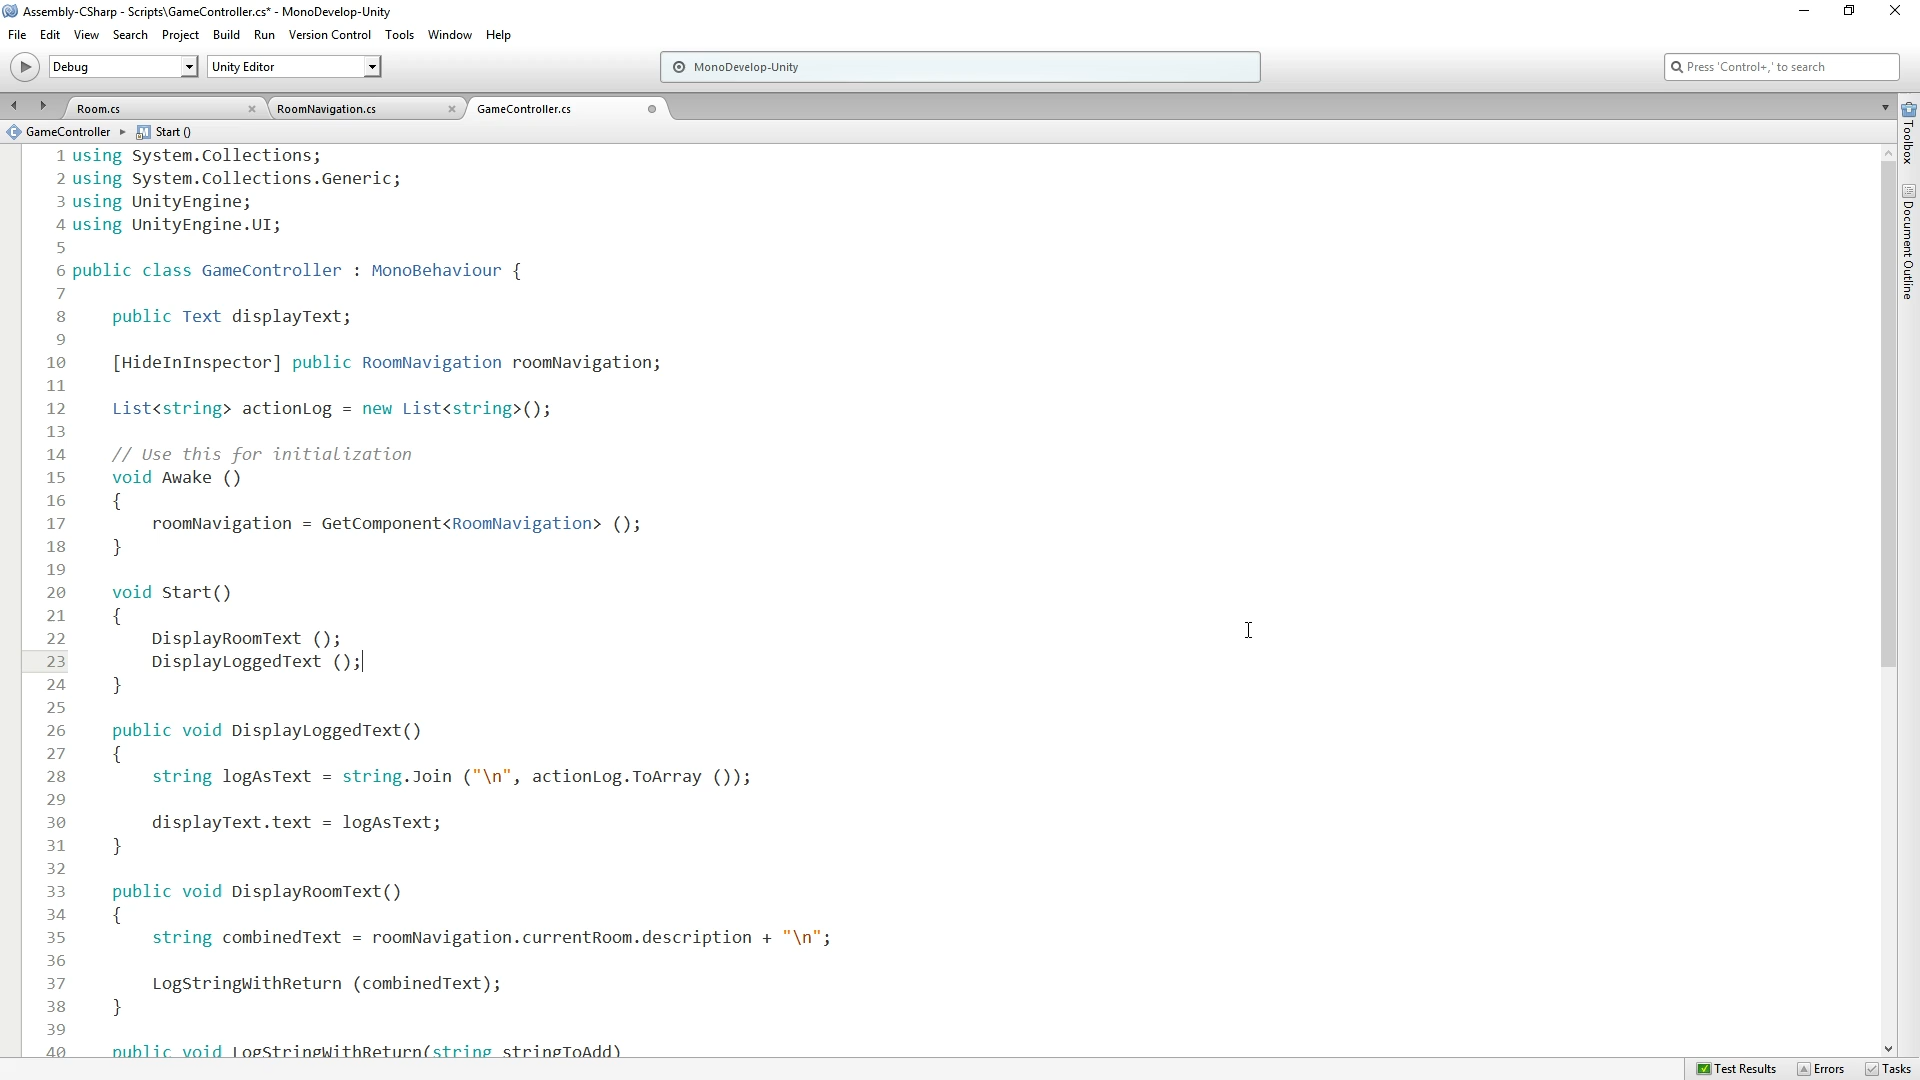 Assembly-CSharp - Scripts\GameController.cs* - MonoDevelop-Unity
File Edit View Search Project Build Run Version Control Tools Window Help
Debug Unity Editor MonoDevelop-Unity Press 'Control+,' to search
Room.cs RoomNavigation.cs GameController.cs
GameController Start ()
Toolbox
Document Outline
1 using System.Collections;
2 using System.Collections.Generic;
3 using UnityEngine;
4 using UnityEngine.UI;
5
6 public class GameController : MonoBehaviour {
7
8 public Text displayText;
9
10 [HideInInspector] public RoomNavigation roomNavigation;
11
12 List<string> actionLog = new List<string>();
13
14 // Use this for initialization
15 void Awake ()
16 {
17 roomNavigation = GetComponent<RoomNavigation> ();
18 }
19
20 void Start()
21 {
22 DisplayRoomText ();
23 DisplayLoggedText ();
24 }
25
26 public void DisplayLoggedText()
27 {
28 string logAsText = string.Join ("\n", actionLog.ToArray ());
29
30 displayText.text = logAsText;
31 }
32
33 public void DisplayRoomText()
34 {
35 string combinedText = roomNavigation.currentRoom.description + "\n";
36
37 LogStringWithReturn (combinedText);
38 }
39
40 public void LogStringWithReturn(string stringToAdd)
Test Results Errors Tasks